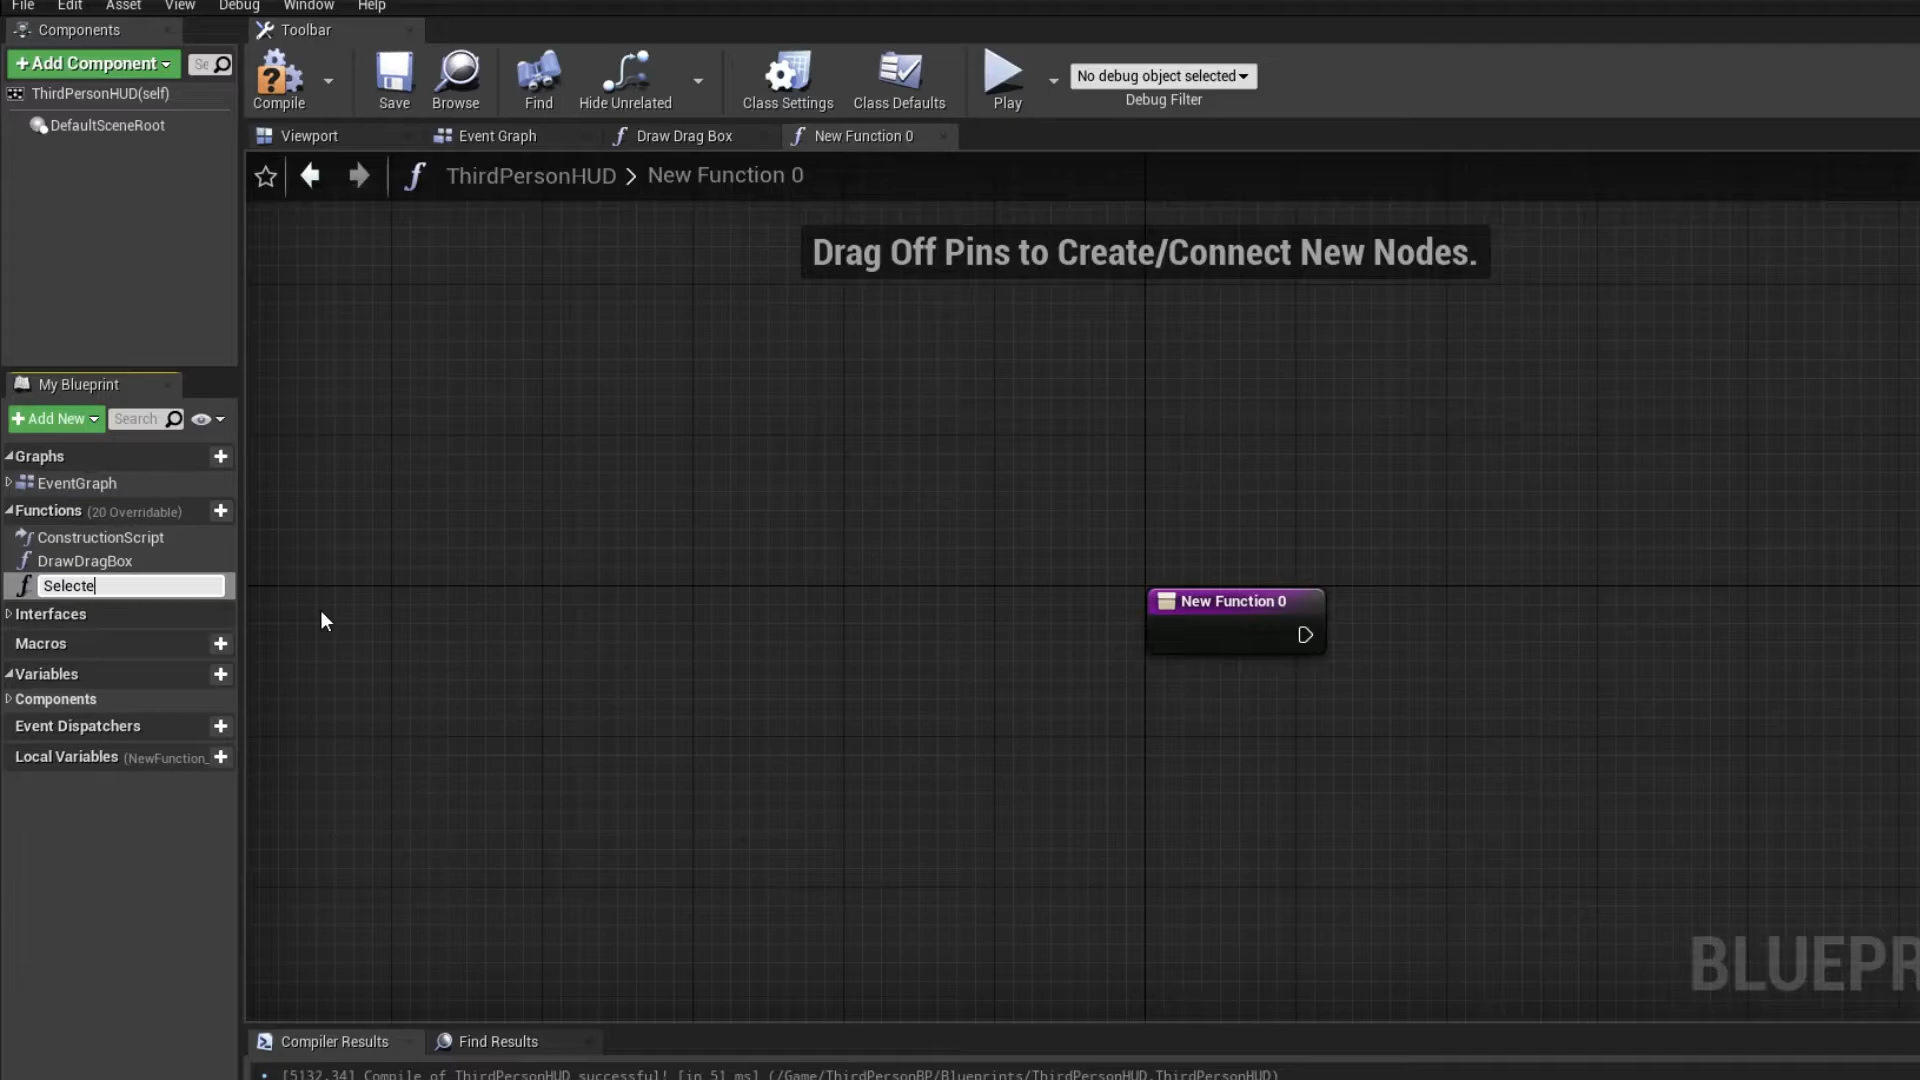 File Edit Asset View Debug Window Help
Components
Toolbar
Add Component
Se
ThirdPersonHUD(self)
DefaultSceneRoot
Compile
Save
Browse
Find
Hide Unrelated
Class Settings
Class Defaults
Play
No debug object selected
Debug Filter
Viewport
Event Graph
Draw Drag Box
New Function 0
ThirdPersonHUD
New Function 0
Drag Off Pins to Create/Connect New Nodes.
My Blueprint
Add New
Search
Graphs
EventGraph
Functions (20 Overridable)
ConstructionScript
DrawDragBox
Selecte
Interfaces
Macros
Variables
Components
Event Dispatchers
Local Variables (NewFunction_
New Function 0
BLUEPR
Compiler Results
Find Results
[5132.34] Compile of ThirdPersonHUD successful! [in 51 ms] (/Game/ThirdPersonBP/Blueprints/ThirdPersonHUD.ThirdPersonHUD)